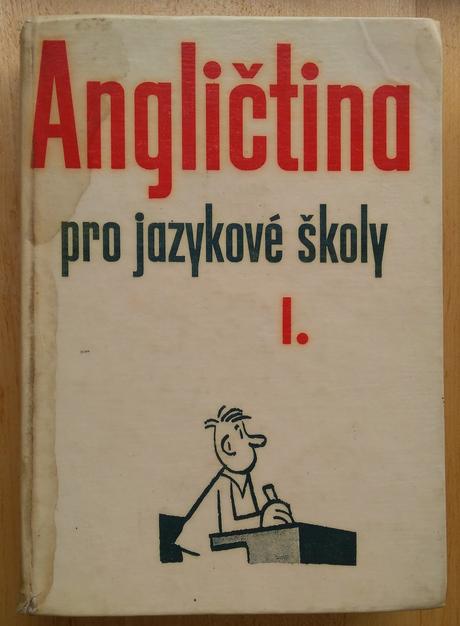 Angličtina
pro jazykové školy
I.